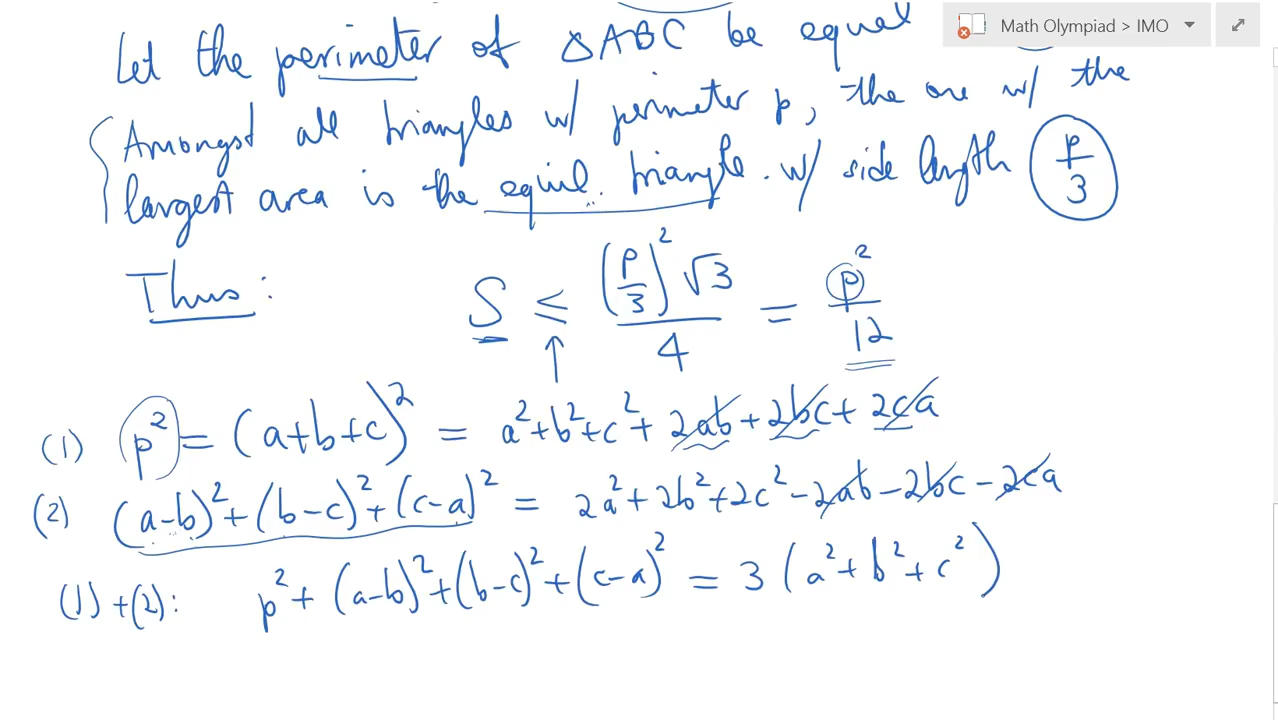 Math Olympiad > IMO
Let the perimeter of △ABC be equal
Amongst all triangles w/ perimeter p, the one w/ the
largest area is the equil. triangle. w/ side length p/3
Thus: S ≤ (p/3)²√3 / 4 = p²/12
(1) p² = (a+b+c)² = a²+b²+c²+2ab+2bc+2ca
(2) (a-b)²+(b-c)²+(c-a)² = 2a²+2b²+2c²-2ab-2bc-2ca
(1)+(2): p²+(a-b)²+(b-c)²+(c-a)² = 3(a²+b²+c²)